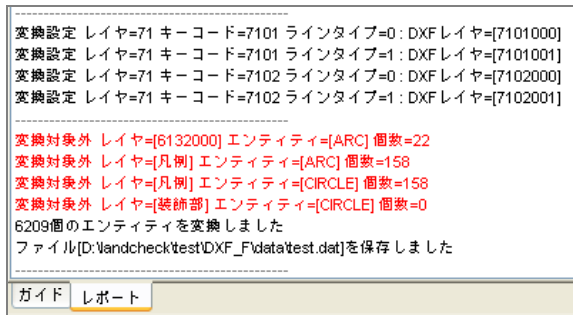 --------------------------------------------------
変換設定 レイヤ=71 キーコード=7101 ラインタイプ=0 : DXFレイヤ=[7101000]
変換設定 レイヤ=71 キーコード=7101 ラインタイプ=1 : DXFレイヤ=[7101001]
変換設定 レイヤ=71 キーコード=7102 ラインタイプ=0 : DXFレイヤ=[7102000]
変換設定 レイヤ=71 キーコード=7102 ラインタイプ=1 : DXFレイヤ=[7102001]
--------------------------------------------------
変換対象外 レイヤ=[6132000] エンティティ=[ARC] 個数=22
変換対象外 レイヤ=[凡例] エンティティ=[ARC] 個数=158
変換対象外 レイヤ=[凡例] エンティティ=[CIRCLE] 個数=158
変換対象外 レイヤ=[装飾部] エンティティ=[CIRCLE] 個数=0
6209個のエンティティを変換しました
ファイル[D:\landcheck\test\DXF_F\data\test.dat]を保存しました
--------------------------------------------------
ガイド レポート